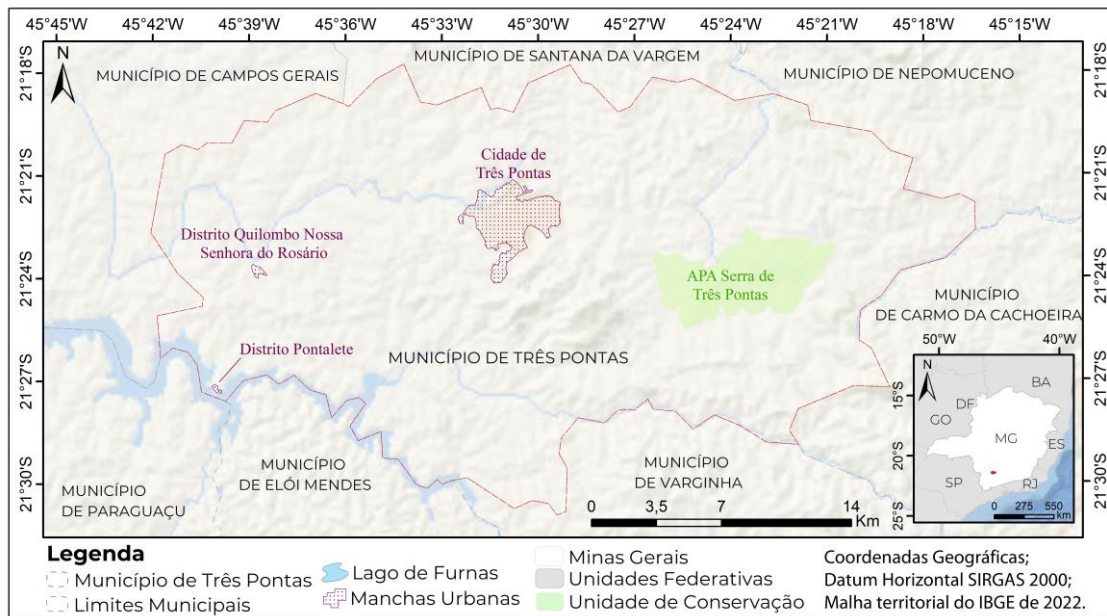 45°45'W 45°42'W 45°39'W 45°36'W 45°33'W 45°30'W 45°27'W 45°24'W 45°21'W 45°18'W 45°15'W
N
21°18'S
21°21'S
21°24'S
21°27'S
21°30'S
MUNICÍPIO DE CAMPOS GERAIS
MUNICÍPIO DE SANTANA DA VARGEM
MUNICÍPIO DE NEPOMUCENO
21°18'S
21°21'S
21°24'S
21°27'S
21°30'S
Cidade de
Três Pontas
Distrito Quilombo Nossa
Senhora do Rosário
APA Serra de
Três Pontas
MUNICÍPIO
DE CARMO DA CACHOEIRA
Distrito Pontalete
MUNICÍPIO DE TRÊS PONTAS
MUNICÍPIO
DE ELÓI MENDES
MUNICÍPIO
DE VARGINHA
MUNICÍPIO
DE PARAGUAÇU
0 3,5 7 14
Km
50°W 40°W
N
15°S
20°S
25°S
BA
DF
GO
MG
ES
SP
RJ
0 275 550
km
Legenda
Município de Três Pontas
Limites Municipais
Lago de Furnas
Manchas Urbanas
Minas Gerais
Unidades Federativas
Unidade de Conservação
Coordenadas Geográficas;
Datum Horizontal SIRGAS 2000;
Malha territorial do IBGE de 2022.